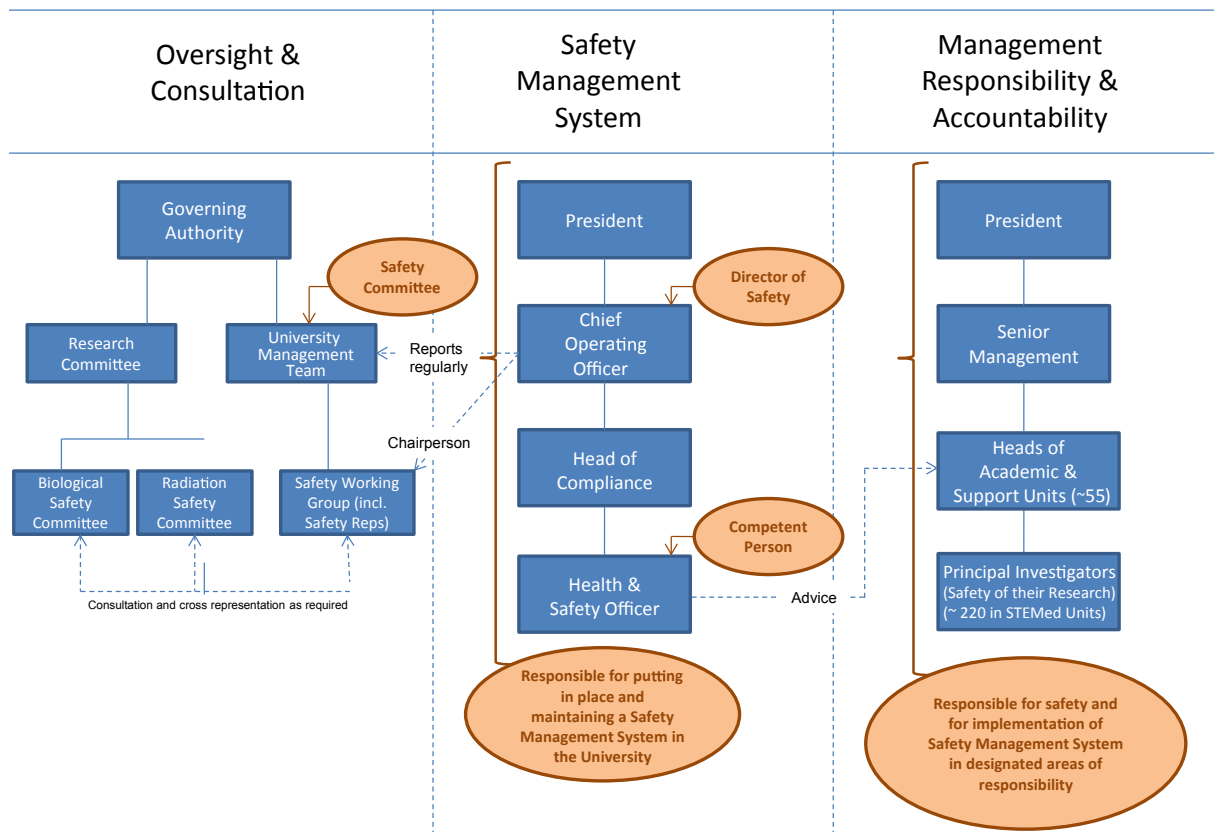 Oversight &
Consultation
Safety
Management
System
Management
Responsibility &
Accountability
Governing
Authority
Safety
Committee
Research
Committee
University
Management
Team
Reports
regularly
Chairperson
Biological
Safety
Committee
Radiation
Safety
Committee
Safety Working
Group (incl.
Safety Reps)
Consultation and cross representation as required
President
Director of
Safety
Chief
Operating
Officer
Head of
Compliance
Competent
Person
Health &
Safety Officer
Advice
Responsible for putting
in place and
maintaining a Safety
Management System in
the University
President
Senior
Management
Heads of
Academic &
Support Units (~55)
Principal Investigators
(Safety of their Research)
(~ 220 in STEMed Units)
Responsible for safety and
for implementation of
Safety Management System
in designated areas of
responsibility